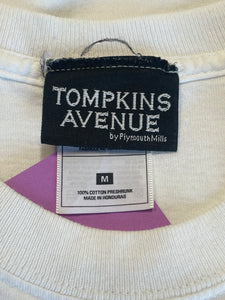 TOMPKINS
AVENUE
by Plymouth Mills
M
100% COTTON PRESHRUNK
MADE IN HONDURAS